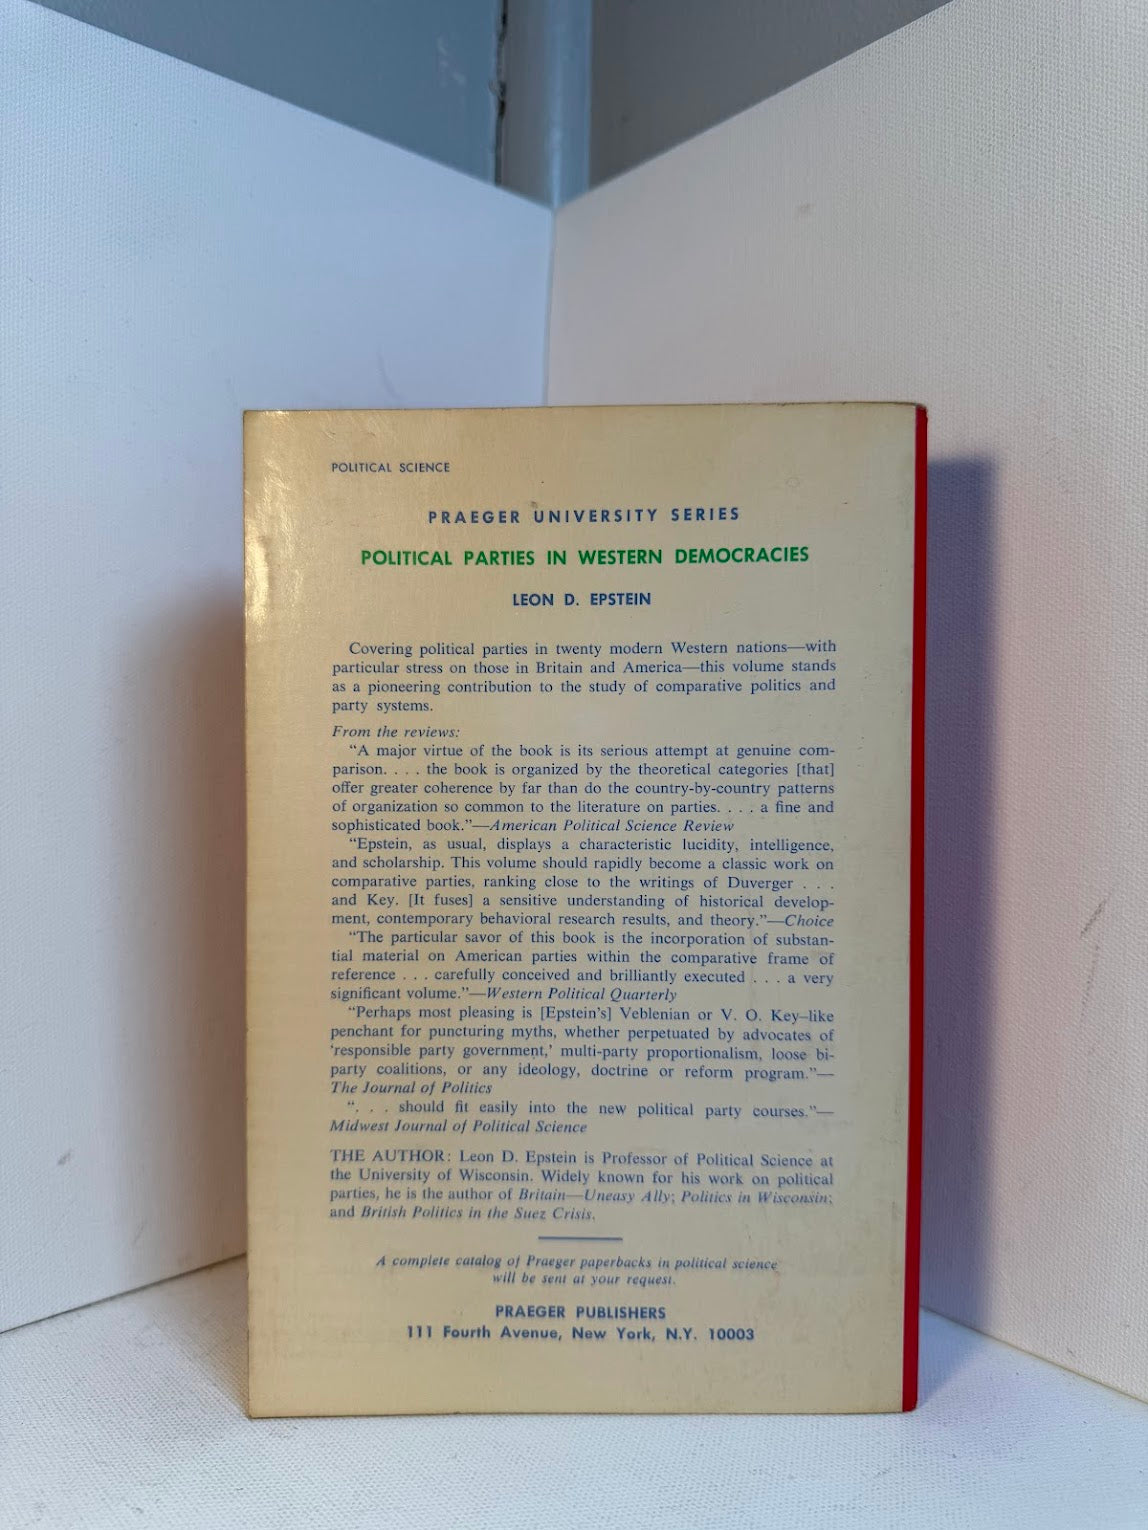 POLITICAL SCIENCE
PRAEGER UNIVERSITY SERIES
POLITICAL PARTIES IN WESTERN DEMOCRACIES
LEON D. EPSTEIN
Covering political parties in twenty modern Western nations—with
particular stress on those in Britain and America—this volume stands
as a pioneering contribution to the study of comparative politics and
party systems.
From the reviews:
“A major virtue of the book is its serious attempt at genuine com-
parison. . . . the book is organized by the theoretical categories [that]
offer greater coherence by far than do the country-by-country patterns
of organization so common to the literature on parties. . . . a fine and
sophisticated book.”—American Political Science Review
“Epstein, as usual, displays a characteristic lucidity, intelligence,
and scholarship. This volume should rapidly become a classic work on
comparative parties, ranking close to the writings of Duverger . . .
and Key. [It fuses] a sensitive understanding of historical develop-
ment, contemporary behavioral research results, and theory.”—Choice
“The particular savor of this book is the incorporation of substan-
tial material on American parties within the comparative frame of
reference . . . carefully conceived and brilliantly executed . . . a very
significant volume.”—Western Political Quarterly
“Perhaps most pleasing is [Epstein’s] Veblenian or V. O. Key–like
penchant for puncturing myths, whether perpetuated by advocates of
‘responsible party government,’ multi-party proportionalism, loose bi-
party coalitions, or any ideology, doctrine or reform program.”—
The Journal of Politics
“. . . should fit easily into the new political party courses.”—
Midwest Journal of Political Science
THE AUTHOR: Leon D. Epstein is Professor of Political Science at
the University of Wisconsin. Widely known for his work on political
parties, he is the author of Britain—Uneasy Ally; Politics in Wisconsin;
and British Politics in the Suez Crisis.
A complete catalog of Praeger paperbacks in political science
will be sent at your request.
PRAEGER PUBLISHERS
111 Fourth Avenue, New York, N.Y. 10003